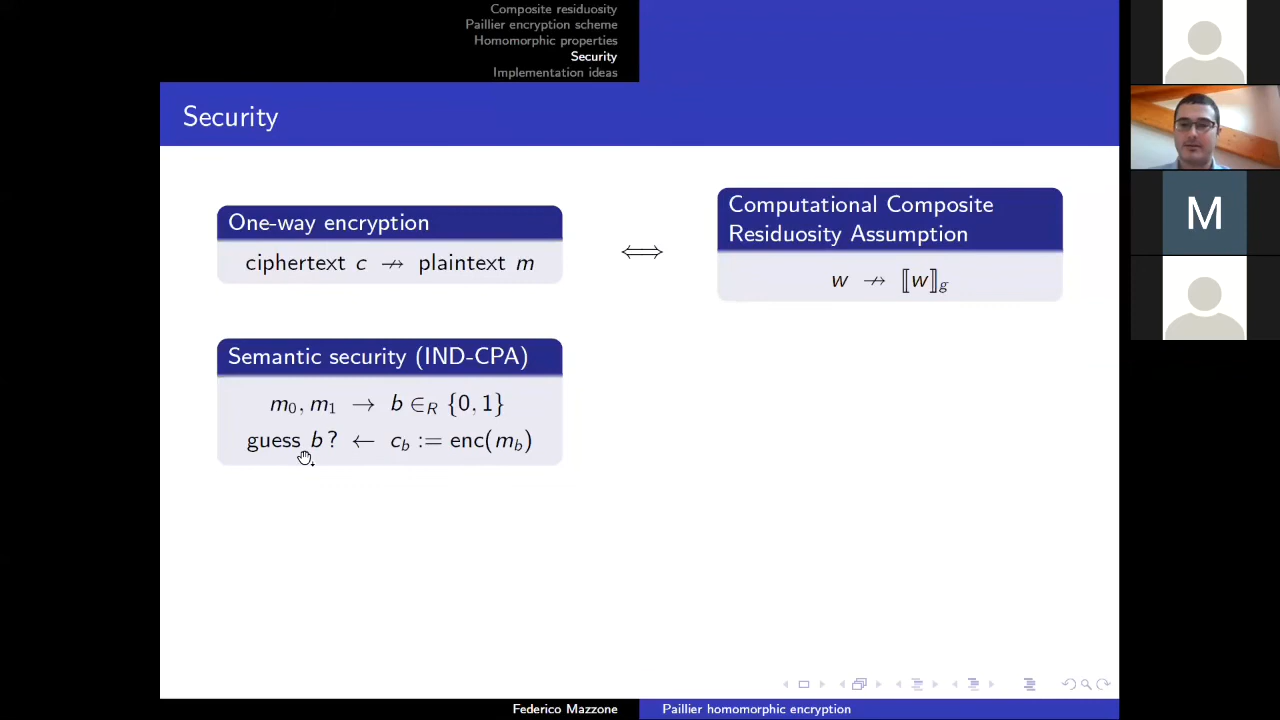 Composite residuosity
Paillier encryption scheme
Homomorphic properties
Security
Implementation ideas
Security
One-way encryption
ciphertext c ↛ plaintext m
⟺
Computational Composite
Residuosity Assumption
w ↛ ⟦w⟧g
Semantic security (IND-CPA)
m₀, m₁ → b ∈R {0, 1}
guess b? ← cb := enc(mb)
M
Federico Mazzone
Paillier homomorphic encryption